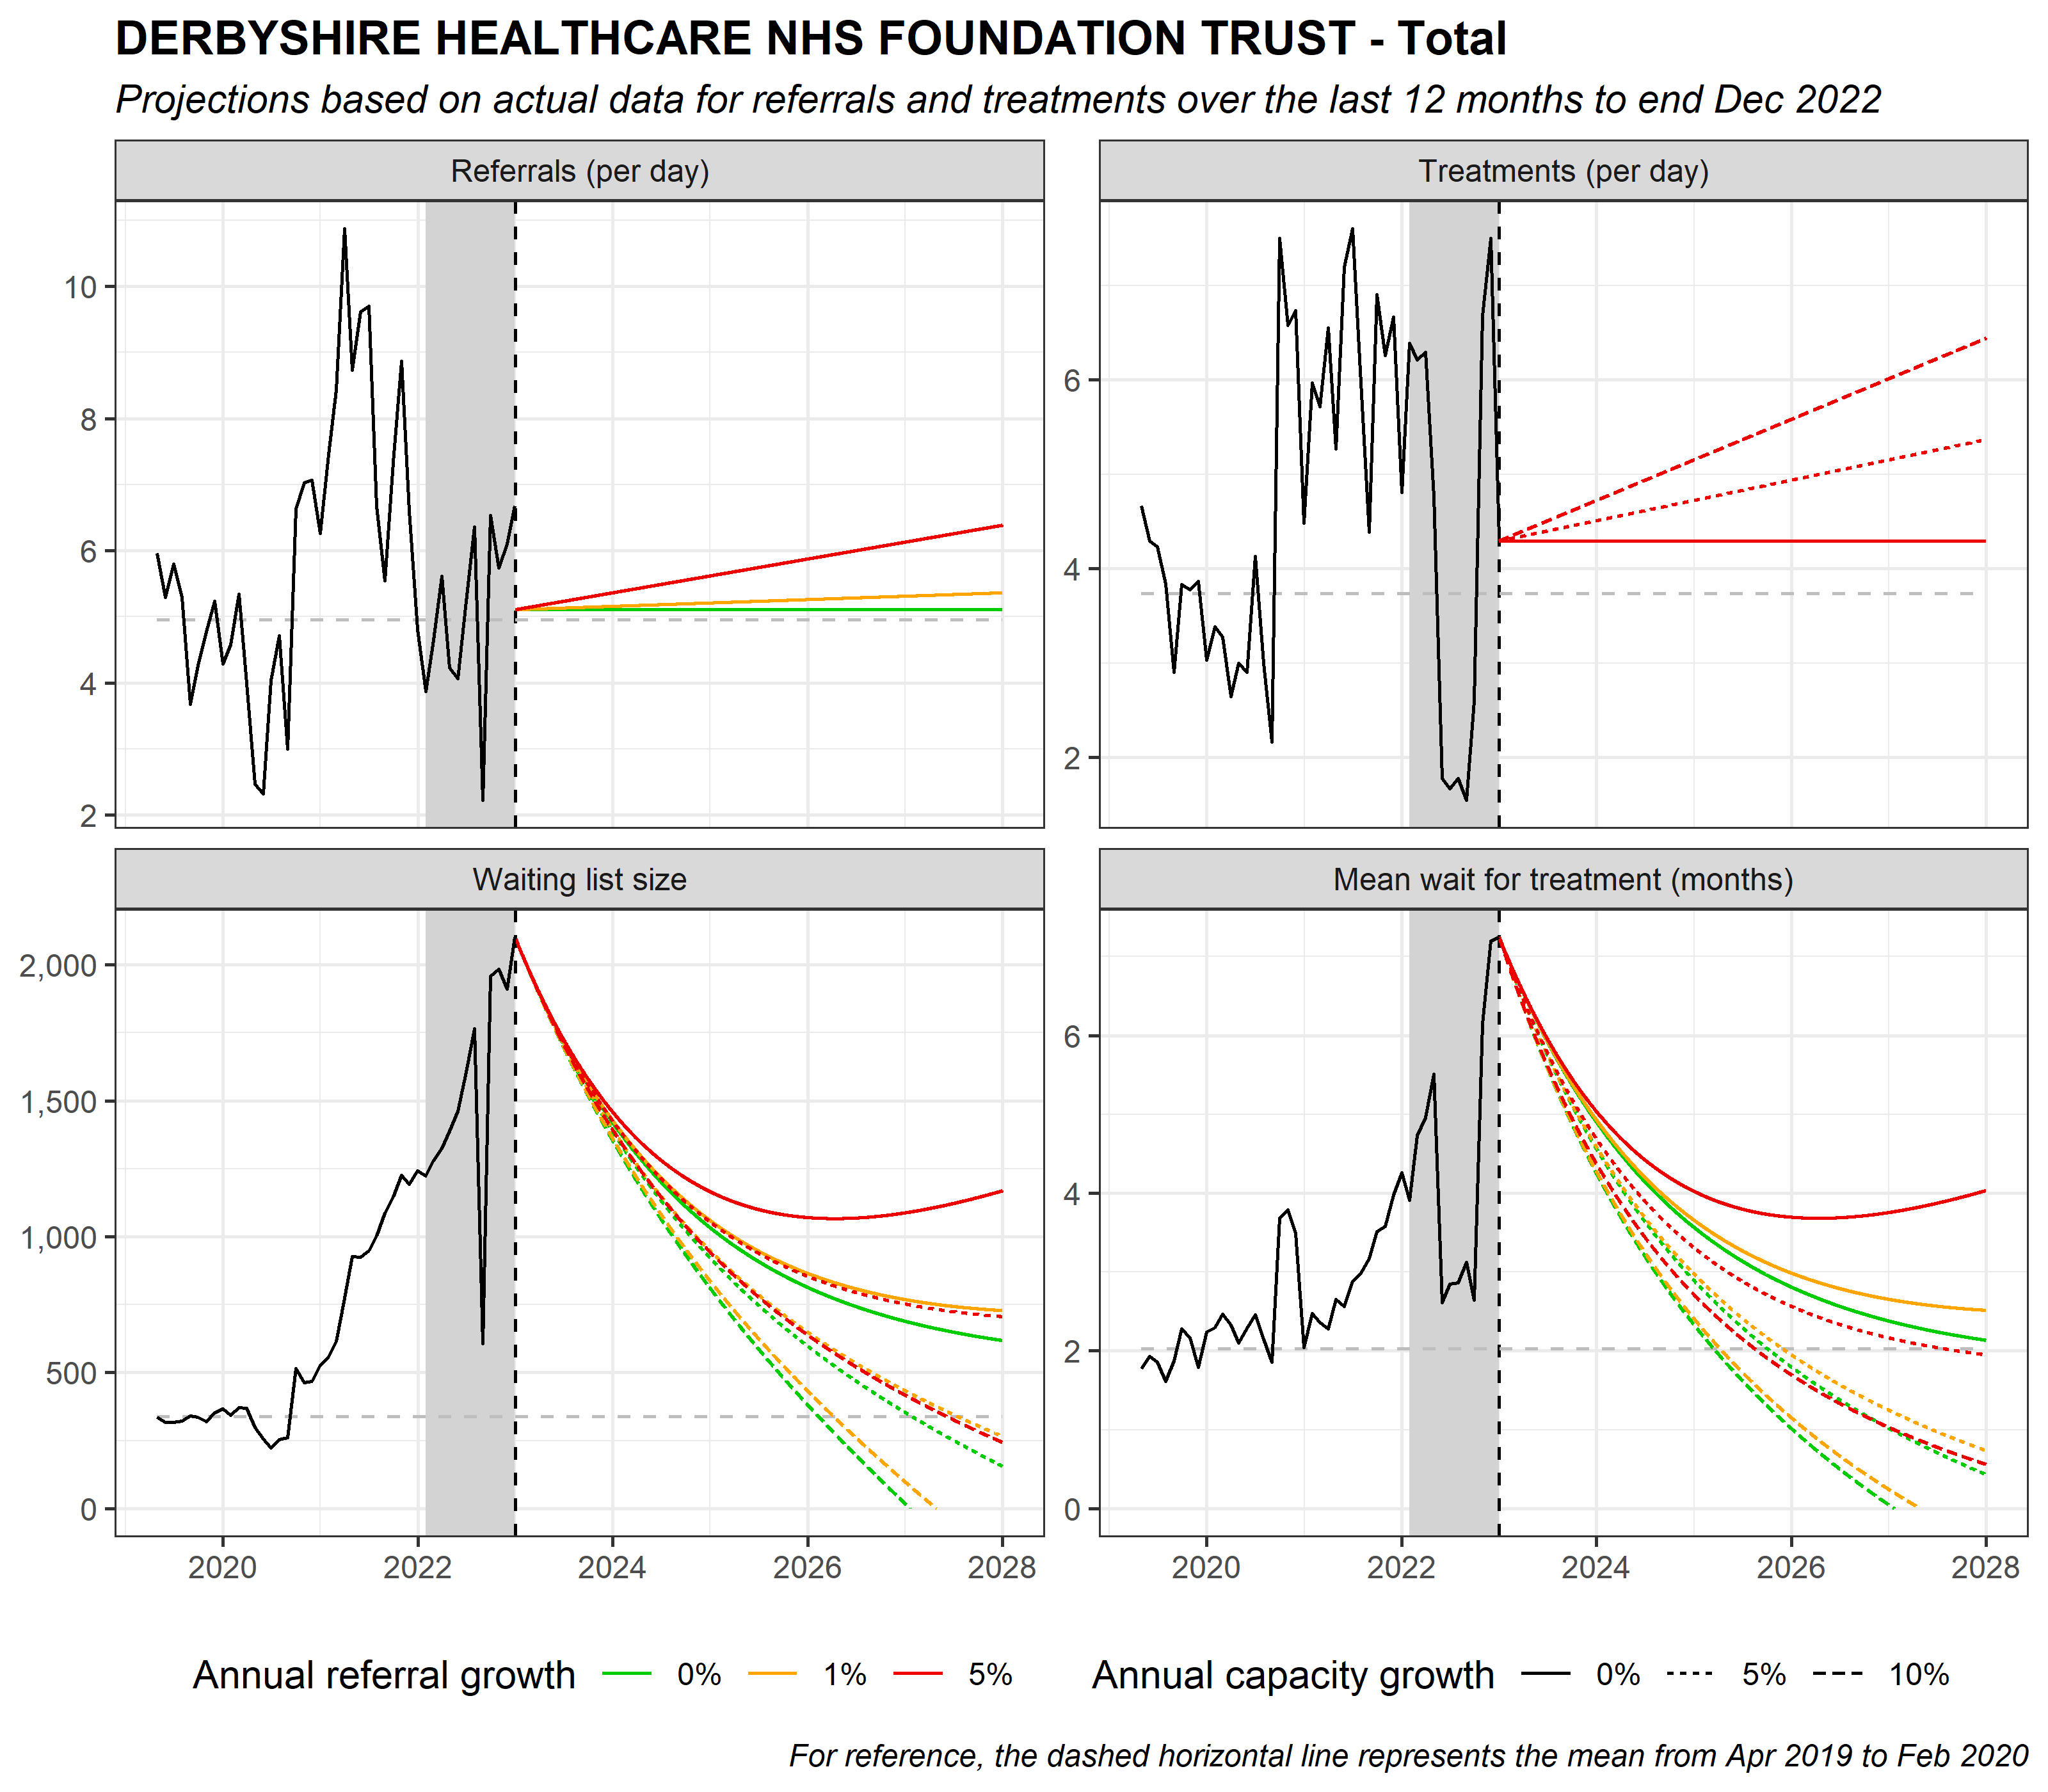 DERBYSHIRE HEALTHCARE NHS FOUNDATION TRUST - Total
Projections based on actual data for referrals and treatments over the last 12 months to end Dec 2022
Referrals (per day)
10
8
6
4
2
Treatments (per day)
6
4
2
Waiting list size
2,000
1,500
1,000
500
0
2020 2022 2024 2026 2028
Mean wait for treatment (months)
6
4
2
0
2020 2022 2024 2026 2028
Annual referral growth 0% 1% 5%
Annual capacity growth 0% 5% 10%
For reference, the dashed horizontal line represents the mean from Apr 2019 to Feb 2020